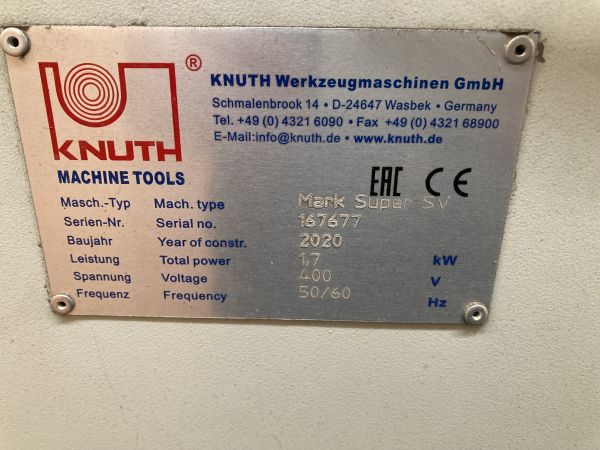 ®
KNUTH
MACHINE TOOLS
KNUTH Werkzeugmaschinen GmbH
Schmalenbrook 14 • D-24647 Wasbek • Germany
Tel. +49 (0) 4321 6090 • Fax +49 (0) 4321 68900
E-Mail:info@knuth.de • www.knuth.de
EAC CE
Masch.-Typ Mach. type Mark Super SV
Serien-Nr. Serial no. 167677
Baujahr Year of constr. 2020
Leistung Total power 1,7 kW
Spannung Voltage 400 V
Frequenz Frequency 50/60 Hz